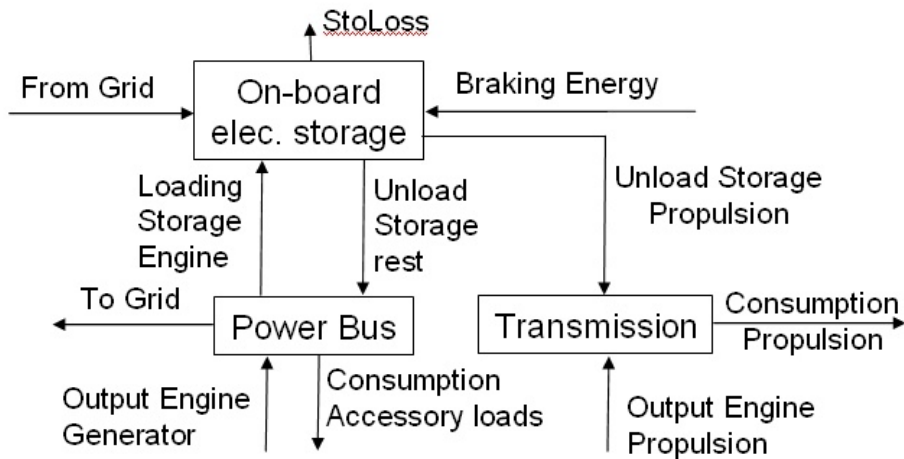 StoLoss
From Grid
On-board
elec. storage
Braking Energy
Loading
Storage
Engine
Unload
Storage
rest
Unload Storage
Propulsion
To Grid
Power Bus
Transmission
Consumption
Propulsion
Output Engine
Generator
Consumption
Accessory loads
Output Engine
Propulsion